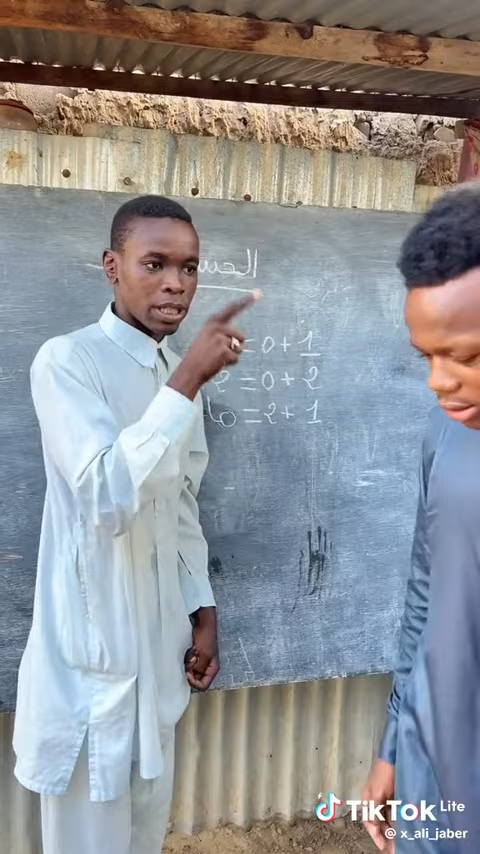 =0+1
2=0+2
=2+1
TikTok Lite
@x_ali_jaber